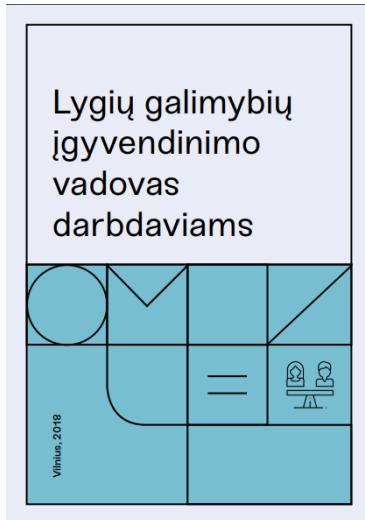 Lygių galimybių
įgyvendinimo
vadovas
darbdaviams
Vilnius, 2018